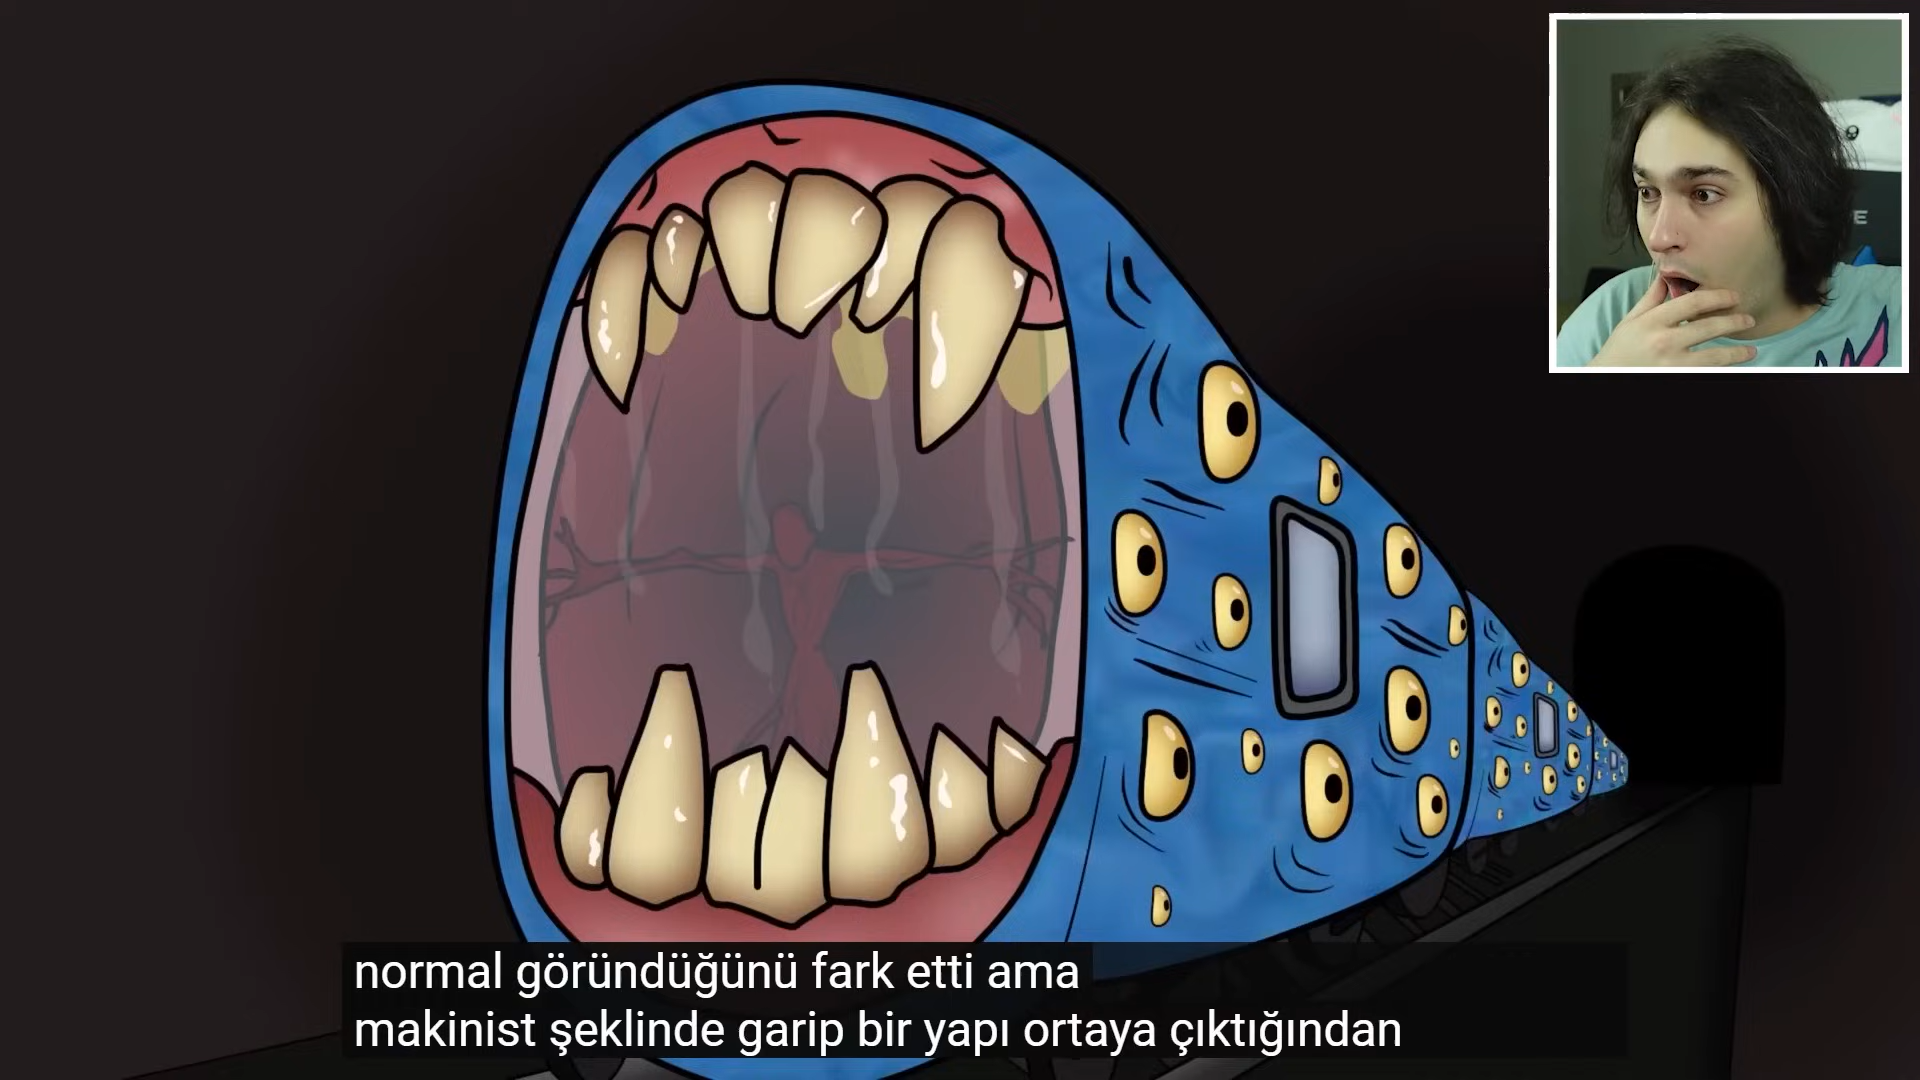 normal göründüğünü fark etti ama
makinist şeklinde garip bir yapı ortaya çıktığından